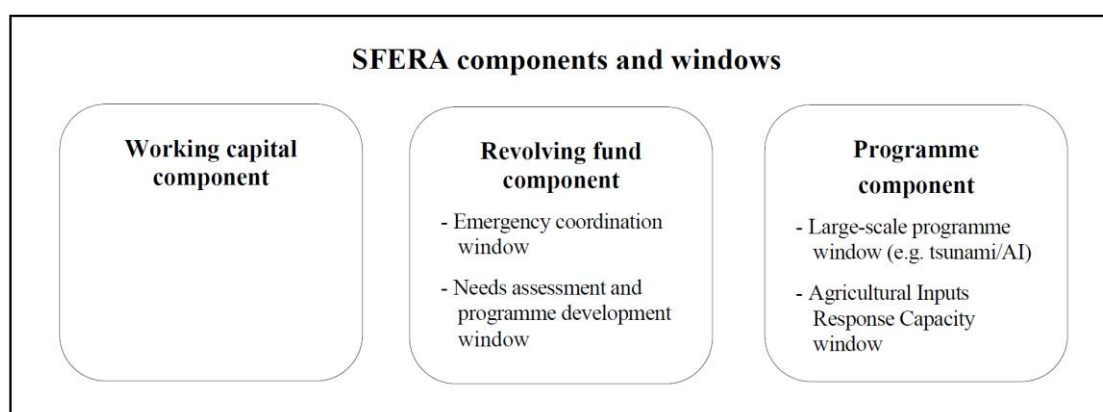 SFERA components and windows
Working capital
component
Revolving fund
component
- Emergency coordination
window
- Needs assessment and
programme development
window
Programme
component
- Large-scale programme
window (e.g. tsunami/AI)
- Agricultural Inputs
Response Capacity
window